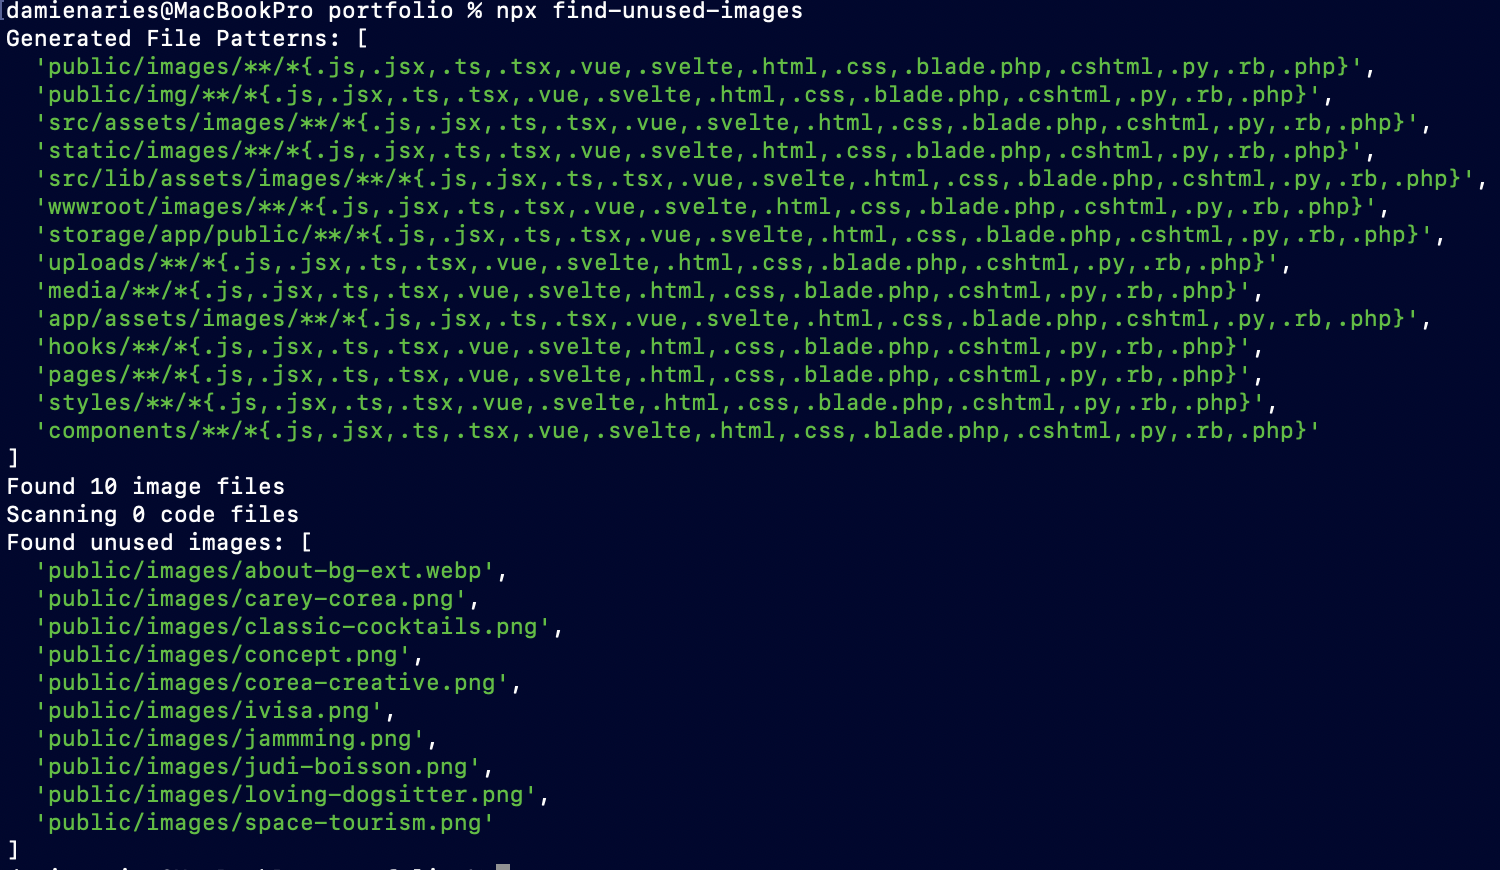 [damienaries@MacBookPro portfolio % npx find-unused-images
Generated File Patterns: [
  'public/images/**/*{.js,.jsx,.ts,.tsx,.vue,.svelte,.html,.css,.blade.php,.cshtml,.py,.rb,.php}',
  'public/img/**/*{.js,.jsx,.ts,.tsx,.vue,.svelte,.html,.css,.blade.php,.cshtml,.py,.rb,.php}',
  'src/assets/images/**/*{.js,.jsx,.ts,.tsx,.vue,.svelte,.html,.css,.blade.php,.cshtml,.py,.rb,.php}',
  'static/images/**/*{.js,.jsx,.ts,.tsx,.vue,.svelte,.html,.css,.blade.php,.cshtml,.py,.rb,.php}',
  'src/lib/assets/images/**/*{.js,.jsx,.ts,.tsx,.vue,.svelte,.html,.css,.blade.php,.cshtml,.py,.rb,.php}',
  'wwwroot/images/**/*{.js,.jsx,.ts,.tsx,.vue,.svelte,.html,.css,.blade.php,.cshtml,.py,.rb,.php}',
  'storage/app/public/**/*{.js,.jsx,.ts,.tsx,.vue,.svelte,.html,.css,.blade.php,.cshtml,.py,.rb,.php}',
  'uploads/**/*{.js,.jsx,.ts,.tsx,.vue,.svelte,.html,.css,.blade.php,.cshtml,.py,.rb,.php}',
  'media/**/*{.js,.jsx,.ts,.tsx,.vue,.svelte,.html,.css,.blade.php,.cshtml,.py,.rb,.php}',
  'app/assets/images/**/*{.js,.jsx,.ts,.tsx,.vue,.svelte,.html,.css,.blade.php,.cshtml,.py,.rb,.php}',
  'hooks/**/*{.js,.jsx,.ts,.tsx,.vue,.svelte,.html,.css,.blade.php,.cshtml,.py,.rb,.php}',
  'pages/**/*{.js,.jsx,.ts,.tsx,.vue,.svelte,.html,.css,.blade.php,.cshtml,.py,.rb,.php}',
  'styles/**/*{.js,.jsx,.ts,.tsx,.vue,.svelte,.html,.css,.blade.php,.cshtml,.py,.rb,.php}',
  'components/**/*{.js,.jsx,.ts,.tsx,.vue,.svelte,.html,.css,.blade.php,.cshtml,.py,.rb,.php}'
]
Found 10 image files
Scanning 0 code files
Found unused images: [
  'public/images/about-bg-ext.webp',
  'public/images/carey-corea.png',
  'public/images/classic-cocktails.png',
  'public/images/concept.png',
  'public/images/corea-creative.png',
  'public/images/ivisa.png',
  'public/images/jammming.png',
  'public/images/judi-boisson.png',
  'public/images/loving-dogsitter.png',
  'public/images/space-tourism.png'
]